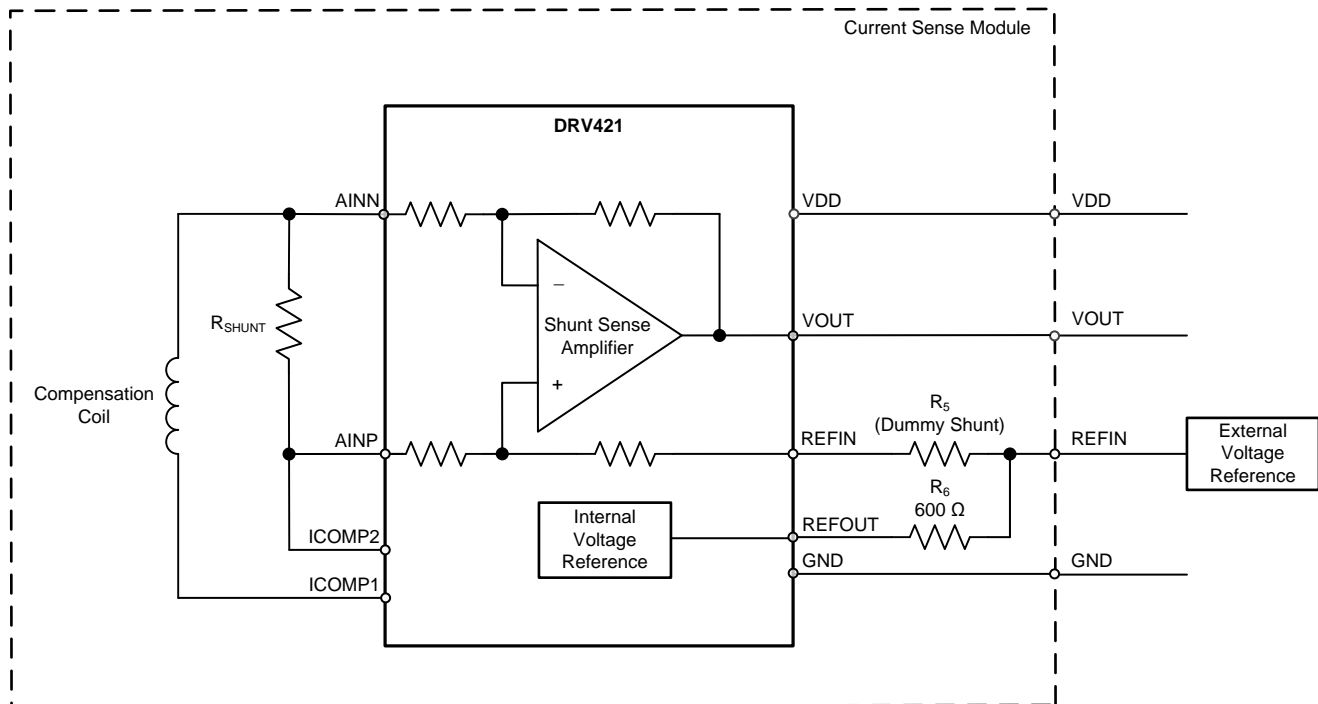 Current Sense Module
DRV421
AINN
VDD
VDD
−
Shunt Sense
Amplifier
+
VOUT
VOUT
R_SHUNT
Compensation
Coil
AINP
R5
(Dummy Shunt)
REFIN
REFIN
External
Voltage
Reference
R6
600 Ω
Internal
Voltage
Reference
REFOUT
ICOMP2
GND
GND
ICOMP1